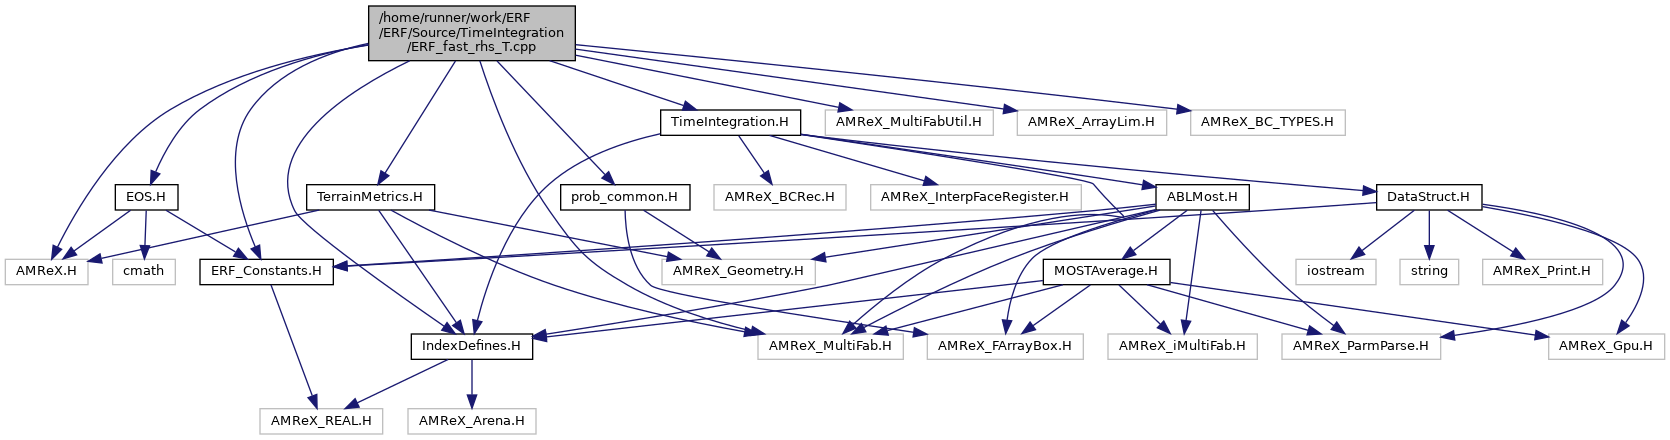 /home/runner/work/ERF
/ERF/Source/TimeIntegration
/ERF_fast_rhs_T.cpp
TimeIntegration.H
AMReX_MultiFabUtil.H
AMReX_ArrayLim.H
AMReX_BC_TYPES.H
EOS.H
TerrainMetrics.H
prob_common.H
AMReX_BCRec.H
AMReX_InterpFaceRegister.H
ABLMost.H
DataStruct.H
AMReX.H
cmath
ERF_Constants.H
AMReX_Geometry.H
MOSTAverage.H
iostream
string
AMReX_Print.H
IndexDefines.H
AMReX_MultiFab.H
AMReX_FArrayBox.H
AMReX_iMultiFab.H
AMReX_ParmParse.H
AMReX_Gpu.H
AMReX_REAL.H
AMReX_Arena.H